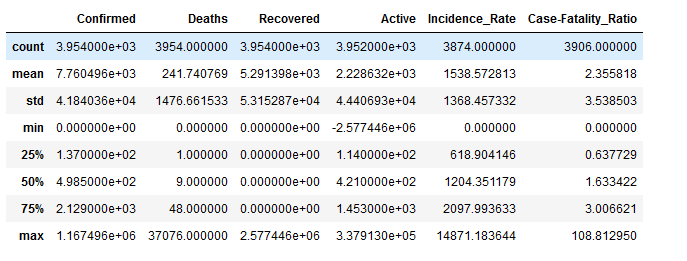 Confirmed Deaths Recovered Active Incidence_Rate Case-Fatality_Ratio
count 3.954000e+03 3954.000000 3.954000e+03 3.952000e+03 3874.000000 3906.000000
mean 7.760496e+03 241.740769 5.291398e+03 2.228632e+03 1538.572813 2.355818
std 4.184036e+04 1476.661533 5.315287e+04 4.440693e+04 1368.457332 3.538503
min 0.000000e+00 0.000000 0.000000e+00 -2.577446e+06 0.000000 0.000000
25% 1.370000e+02 1.000000 0.000000e+00 1.140000e+02 618.904146 0.637729
50% 4.985000e+02 9.000000 0.000000e+00 4.210000e+02 1204.351179 1.633422
75% 2.129000e+03 48.000000 0.000000e+00 1.453000e+03 2097.993633 3.006621
max 1.167496e+06 37076.000000 2.577446e+06 3.379130e+05 14871.183644 108.812950